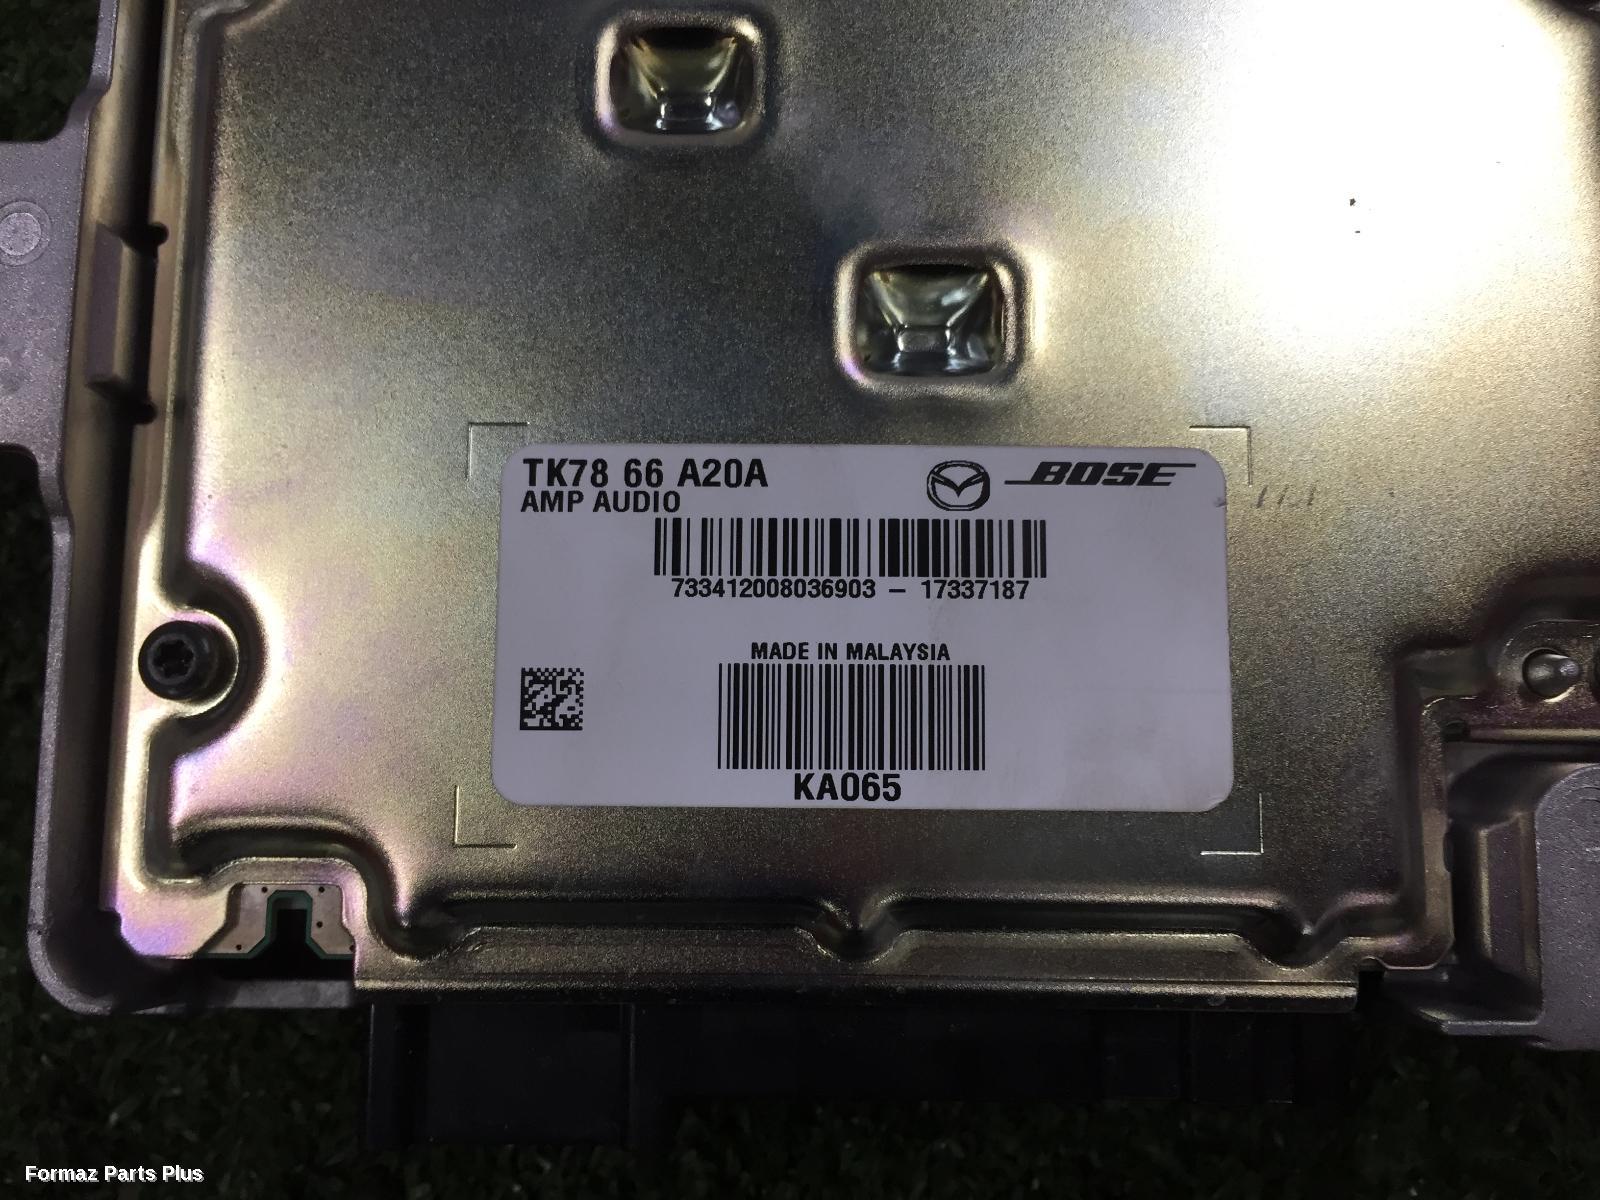 TK78 66 A20A
BOSE
AMP AUDIO
733412008036903 – 17337187
MADE IN MALAYSIA
KA065
Formaz Parts Plus